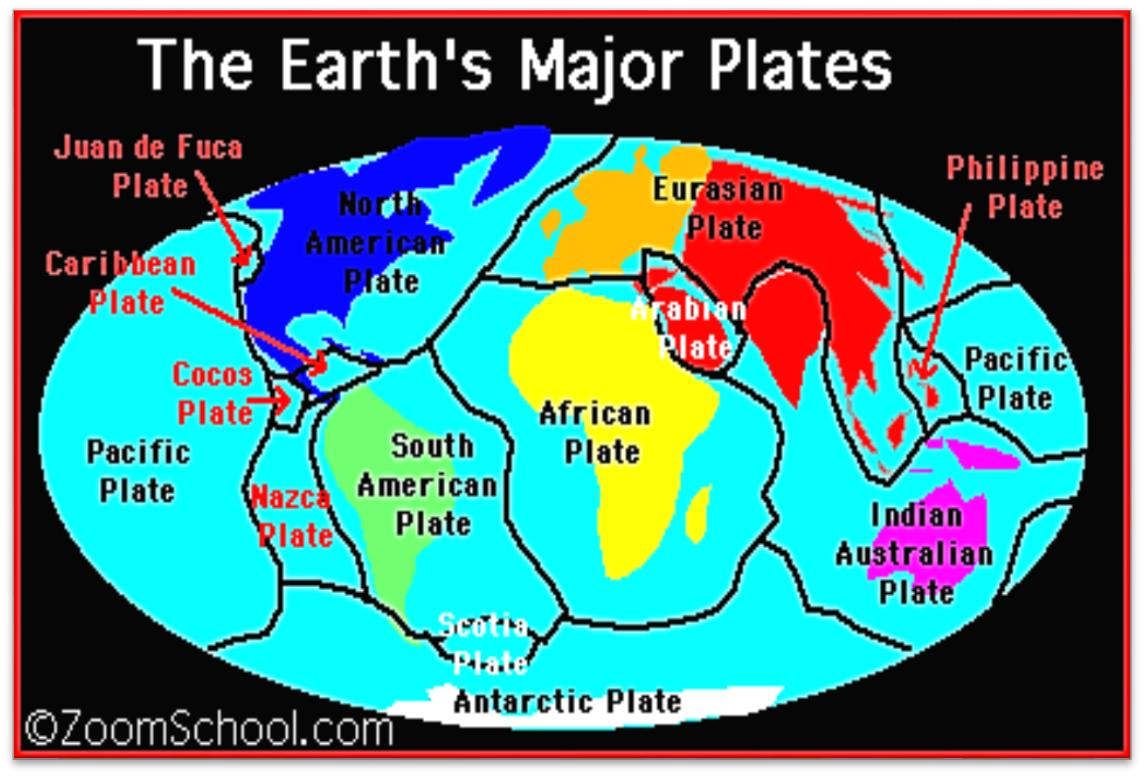 The Earth's Major Plates
Juan de Fuca
Plate
Philippine
Plate
North
American
Plate
Eurasian
Plate
Caribbean
Plate
Arabian
Plate
Pacific
Plate
Cocos
Plate
African
Plate
Pacific
Plate
South
American
Plate
Nazca
Plate
Indian
Australian
Plate
Scotia
Plate
Antarctic Plate
©ZoomSchool.com